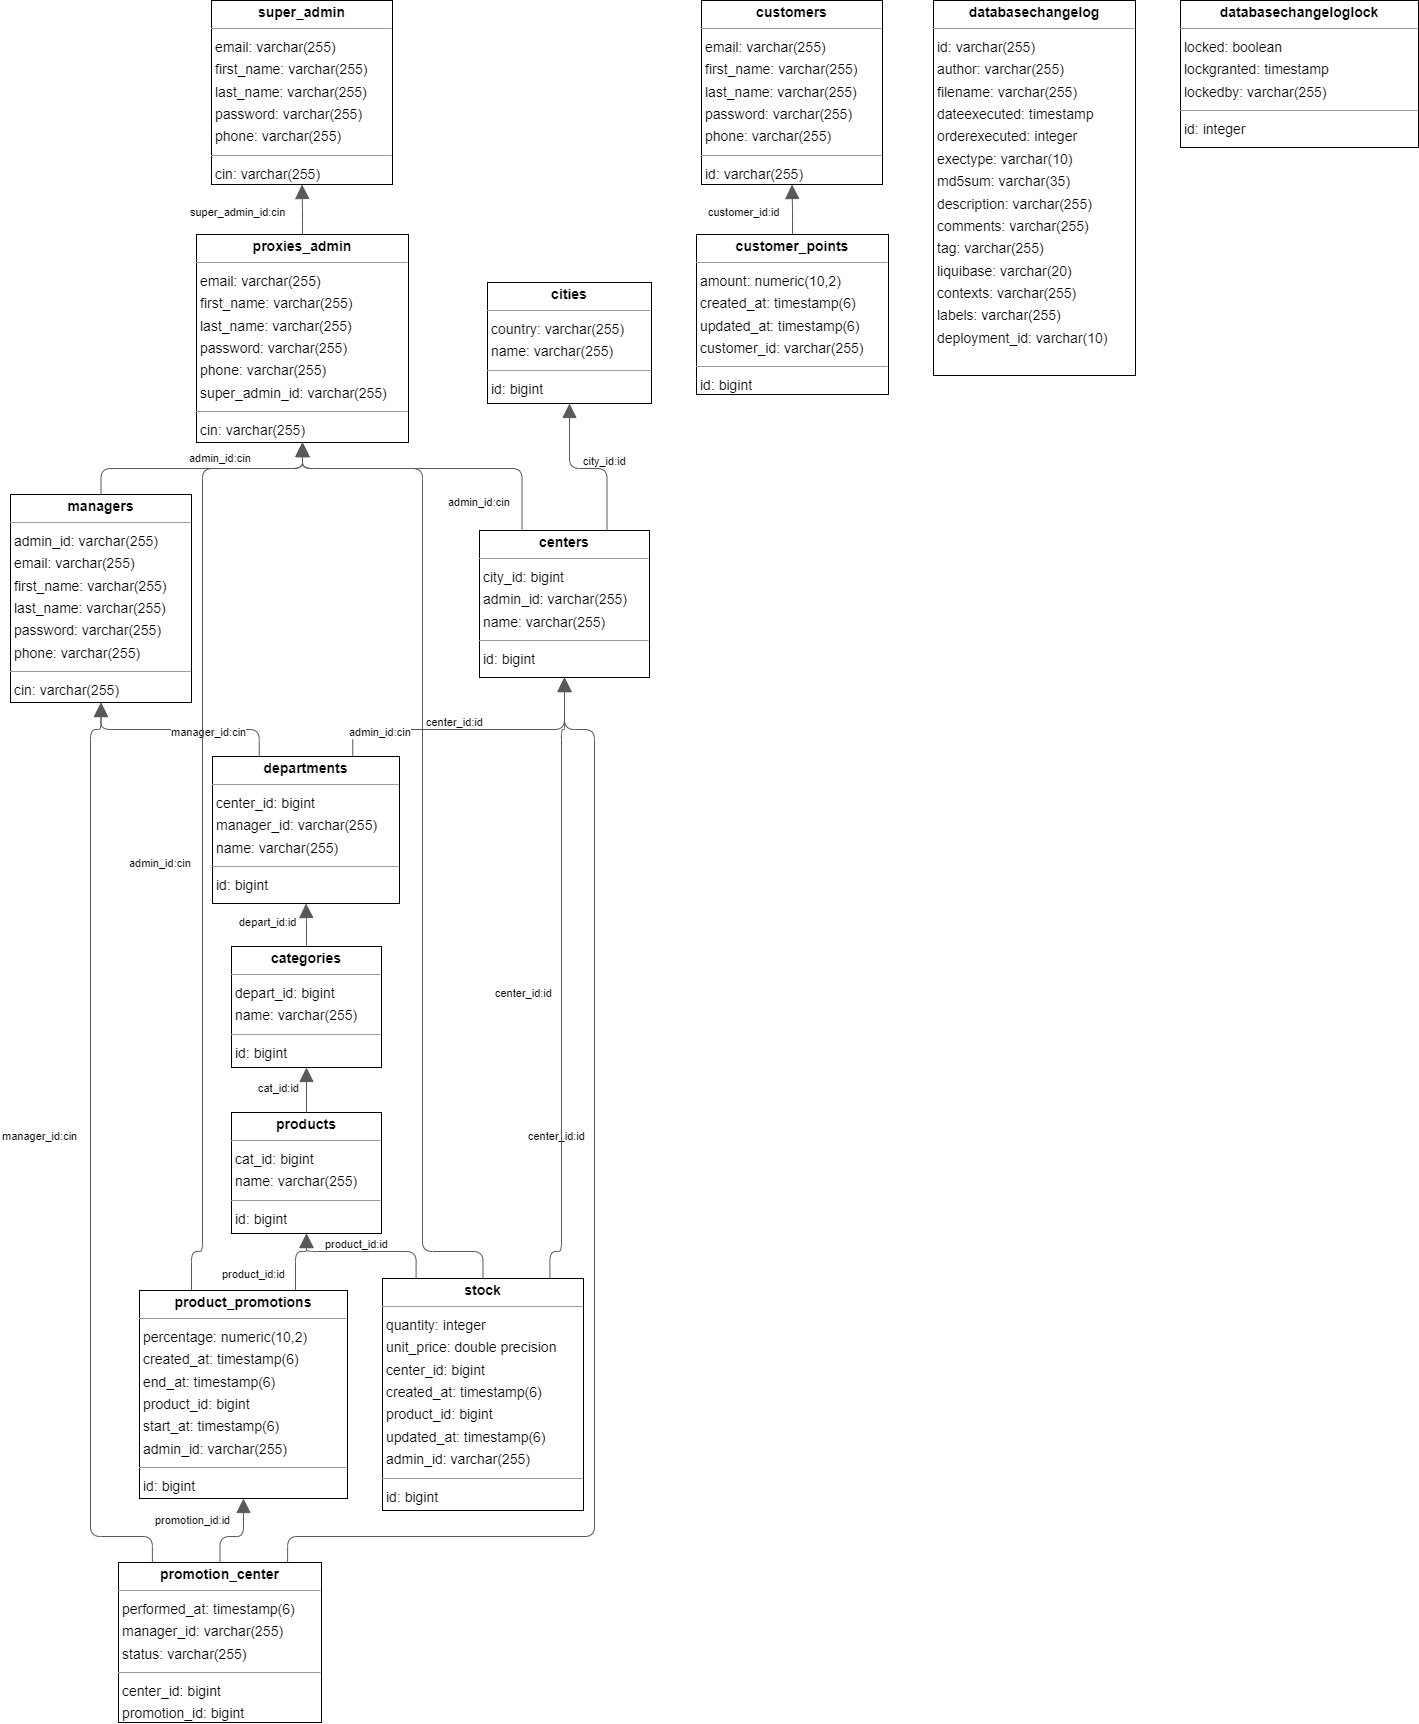 super_admin
email: varchar(255)
first_name: varchar(255)
last_name: varchar(255)
password: varchar(255)
phone: varchar(255)
cin: varchar(255)
customers
email: varchar(255)
first_name: varchar(255)
last_name: varchar(255)
password: varchar(255)
phone: varchar(255)
id: varchar(255)
databasechangelog
id: varchar(255)
author: varchar(255)
filename: varchar(255)
dateexecuted: timestamp
orderexecuted: integer
exectype: varchar(10)
md5sum: varchar(35)
description: varchar(255)
comments: varchar(255)
tag: varchar(255)
liquibase: varchar(20)
contexts: varchar(255)
labels: varchar(255)
deployment_id: varchar(10)
databasechangeloglock
locked: boolean
lockgranted: timestamp
lockedby: varchar(255)
id: integer
super_admin_id:cin
customer_id:id
proxies_admin
email: varchar(255)
first_name: varchar(255)
last_name: varchar(255)
password: varchar(255)
phone: varchar(255)
super_admin_id: varchar(255)
cin: varchar(255)
cities
country: varchar(255)
name: varchar(255)
id: bigint
customer_points
amount: numeric(10,2)
created_at: timestamp(6)
updated_at: timestamp(6)
customer_id: varchar(255)
id: bigint
admin_id:cin
city_id:id
admin_id:cin
managers
admin_id: varchar(255)
email: varchar(255)
first_name: varchar(255)
last_name: varchar(255)
password: varchar(255)
phone: varchar(255)
cin: varchar(255)
centers
city_id: bigint
admin_id: varchar(255)
name: varchar(255)
id: bigint
manager_id:cin
admin_id:cin
center_id:id
departments
center_id: bigint
manager_id: varchar(255)
name: varchar(255)
id: bigint
admin_id:cin
depart_id:id
categories
depart_id: bigint
name: varchar(255)
id: bigint
center_id:id
cat_id:id
products
cat_id: bigint
name: varchar(255)
id: bigint
manager_id:cin
center_id:id
product_id:id
product_id:id
product_promotions
percentage: numeric(10,2)
created_at: timestamp(6)
end_at: timestamp(6)
product_id: bigint
start_at: timestamp(6)
admin_id: varchar(255)
id: bigint
stock
quantity: integer
unit_price: double precision
center_id: bigint
created_at: timestamp(6)
product_id: bigint
updated_at: timestamp(6)
admin_id: varchar(255)
id: bigint
promotion_id:id
promotion_center
performed_at: timestamp(6)
manager_id: varchar(255)
status: varchar(255)
center_id: bigint
promotion_id: bigint